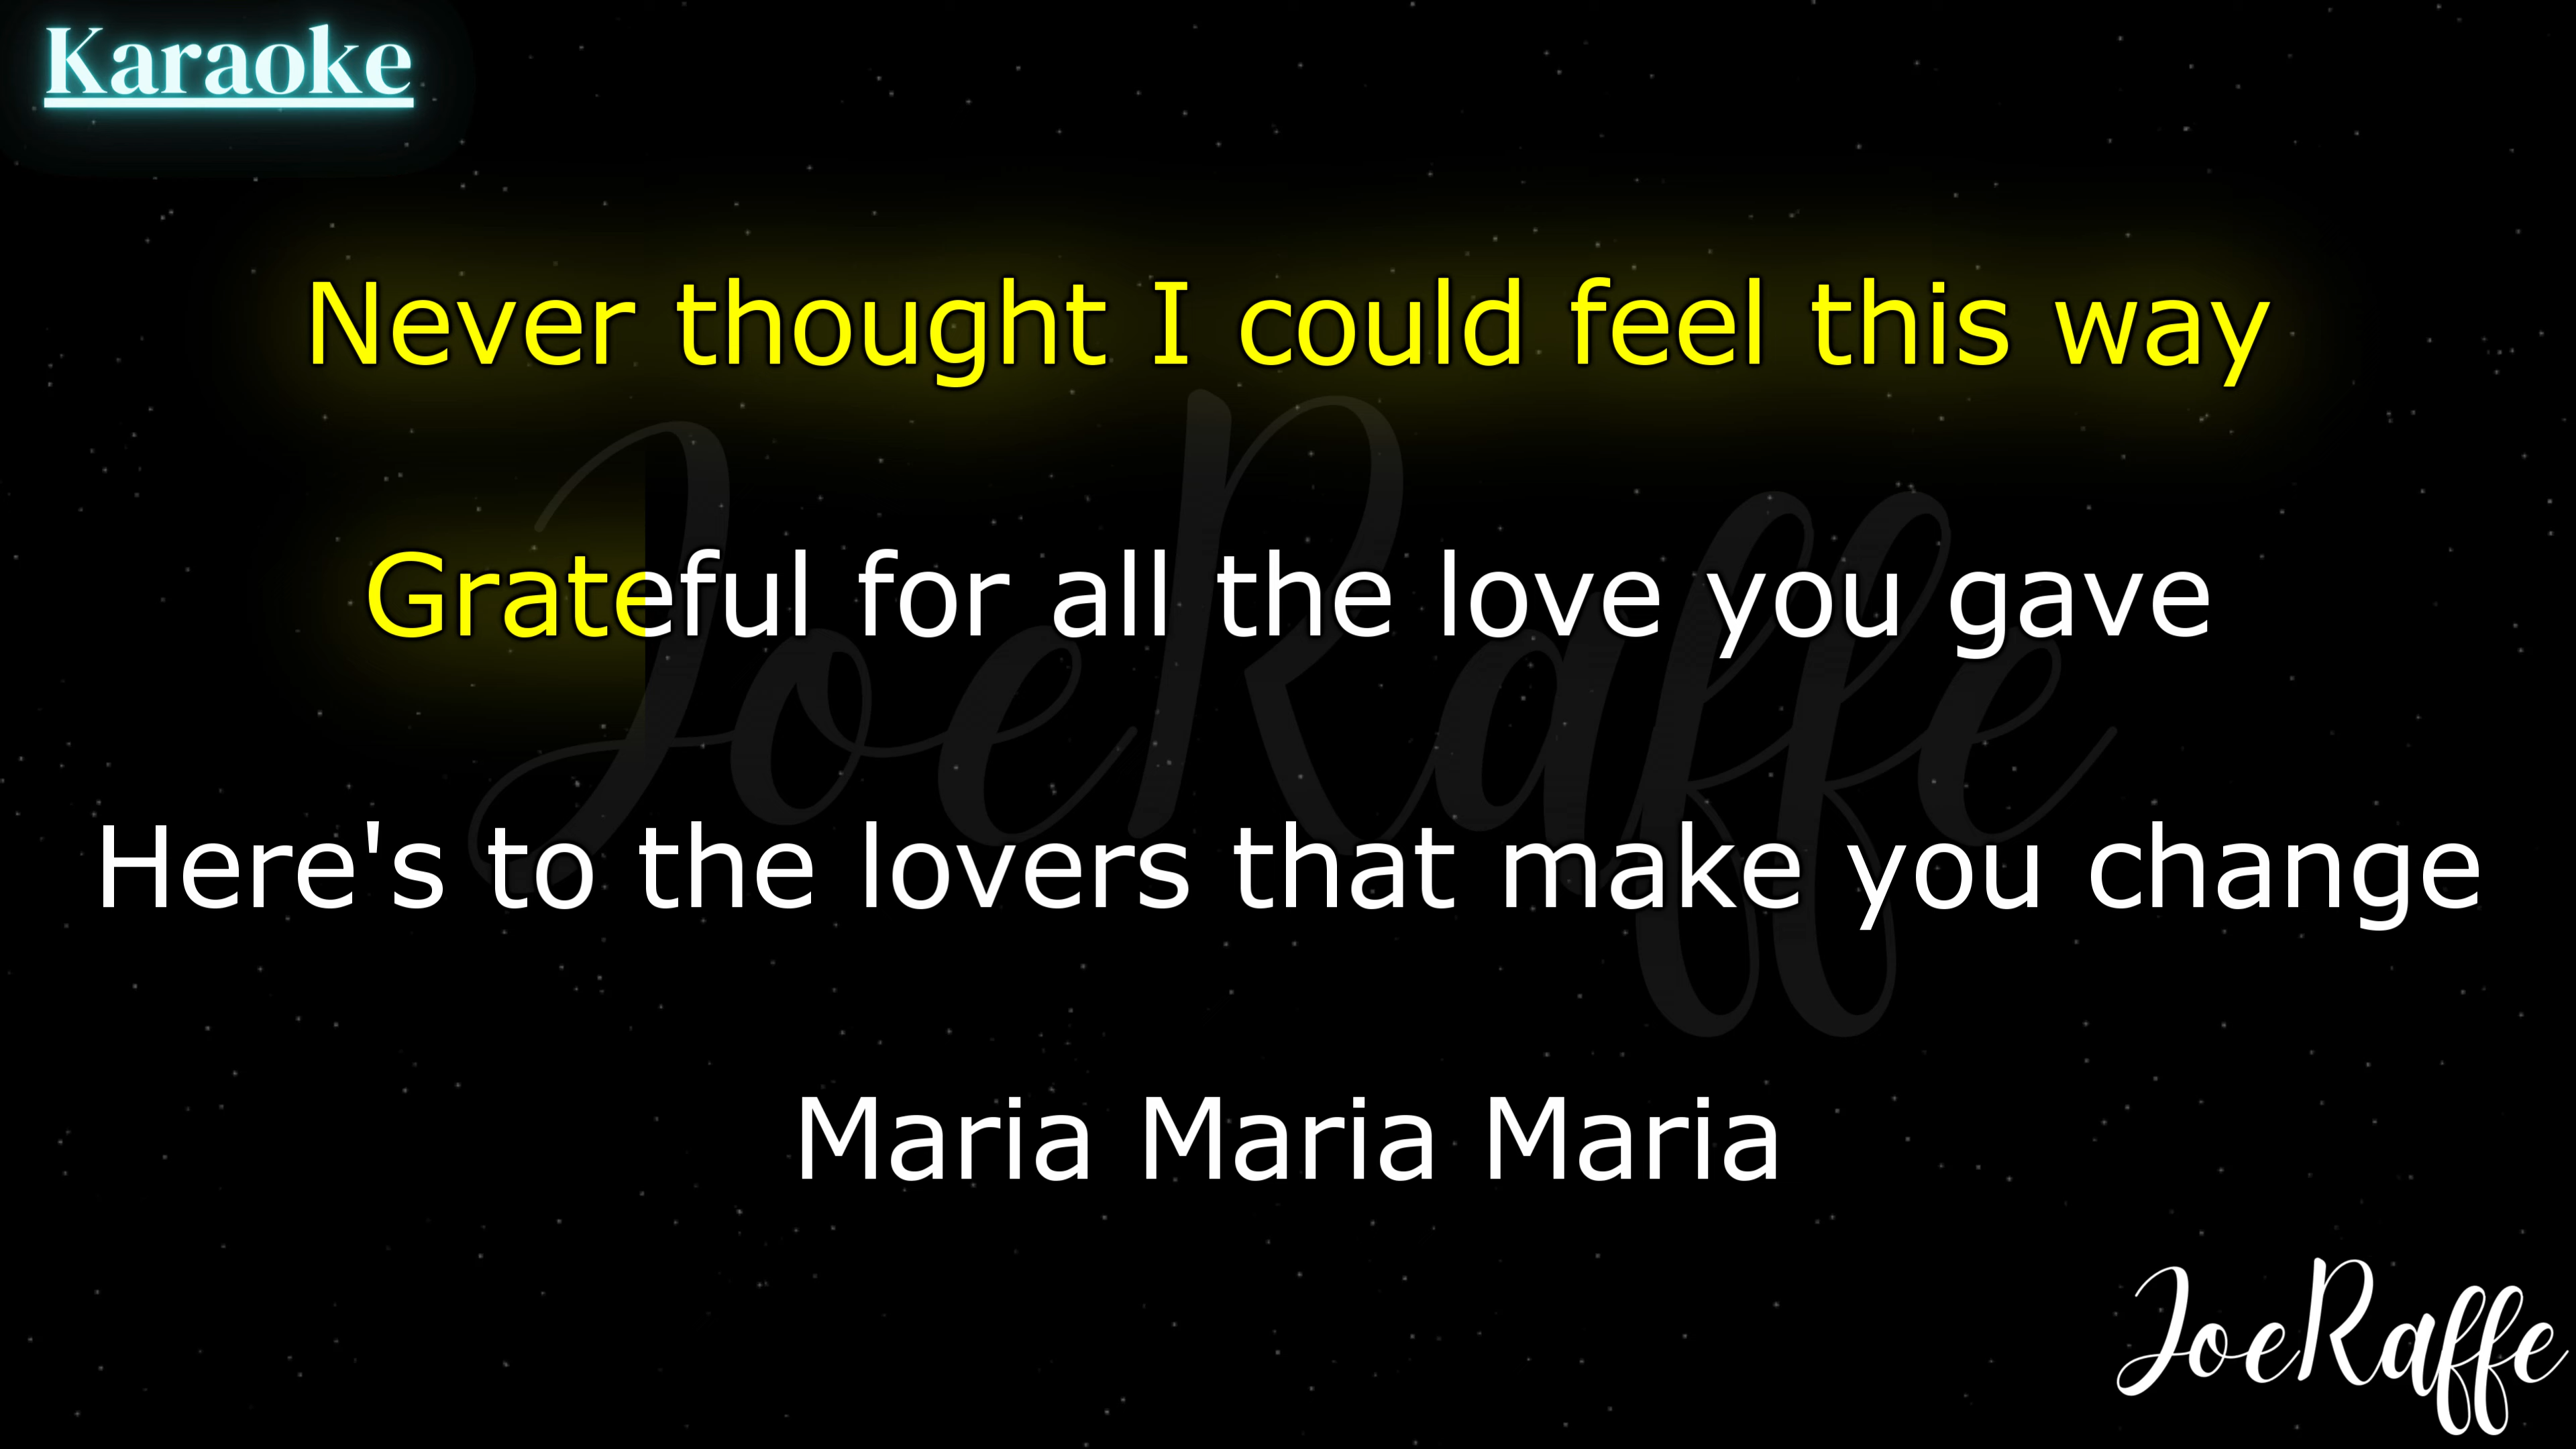 Karaoke
Never thought I could feel this way
Grateful for all the love you gave
Here's to the lovers that make you change
Maria Maria Maria
JoeRaffe
JoeRaffe